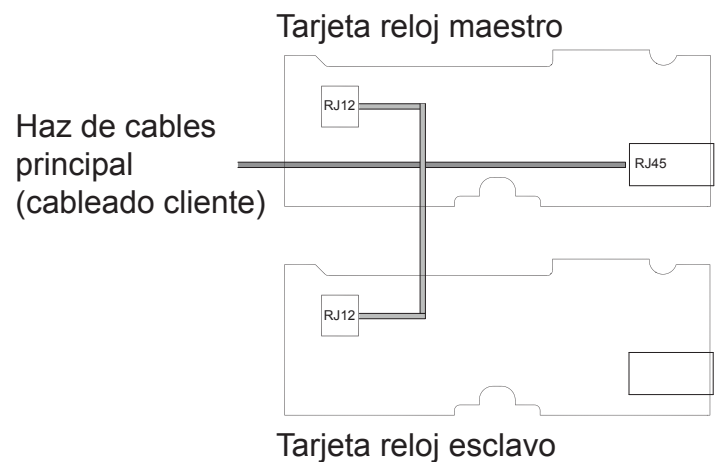 Tarjeta reloj maestro
RJ12
Haz de cables
principal
(cableado cliente)
RJ45
RJ12
Tarjeta reloj esclavo